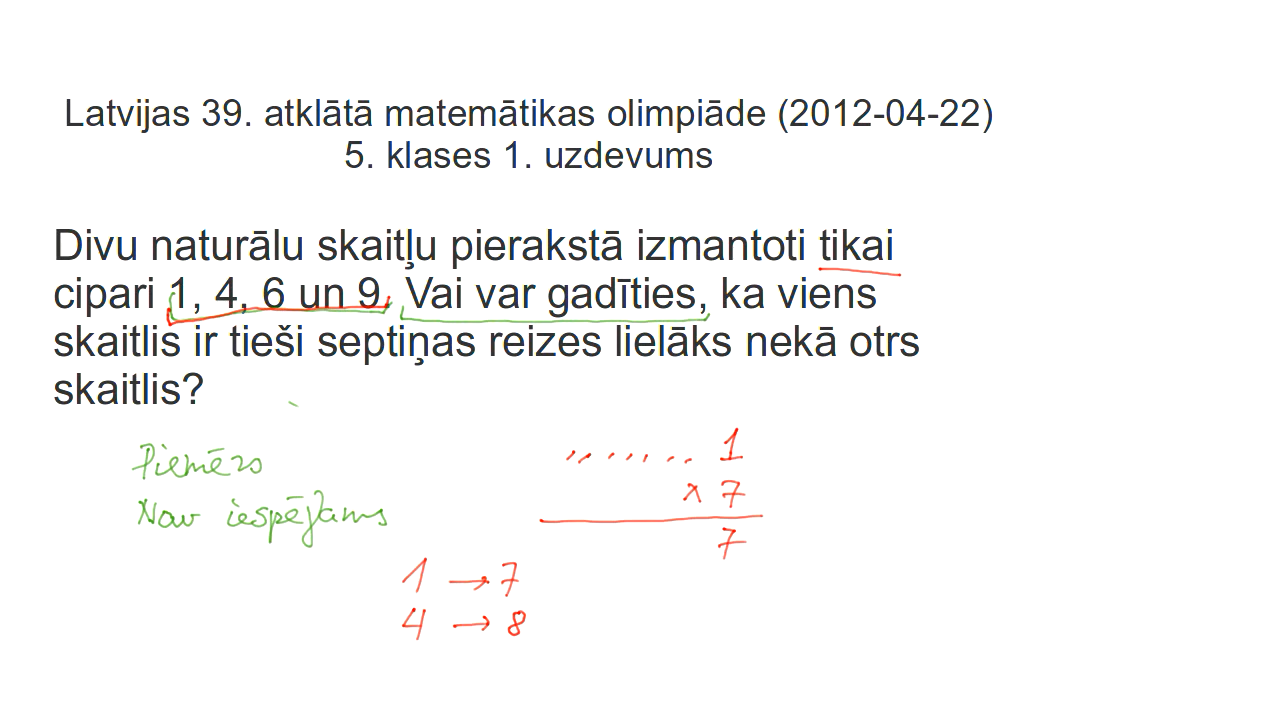 Latvijas 39. atklātā matemātikas olimpiāde (2012-04-22)
5. klases 1. uzdevums
Divu naturālu skaitļu pierakstā izmantoti tikai
cipari 1, 4, 6 un 9. Vai var gadīties, ka viens
skaitlis ir tieši septiņas reizes lielāks nekā otrs
skaitlis?
Piemērs
Nav iespējams
........ 1
x 7
7
1 → 7
4 → 8